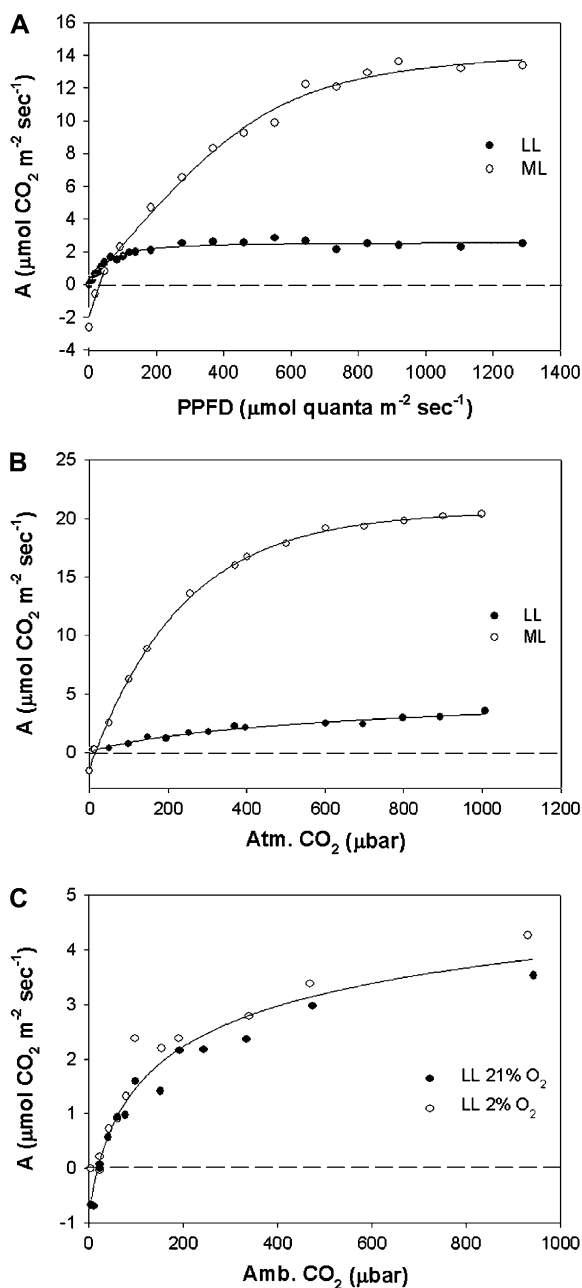 A
16
14
12
10
8
6
4
2
0
-2
-4
A (μmol CO₂ m⁻² sec⁻¹)
LL
ML
0 200 400 600 800 1000 1200 1400
PPFD (μmol quanta m⁻² sec⁻¹)
B
25
20
15
10
5
0
A (μmol CO₂ m⁻² sec⁻¹)
LL
ML
0 200 400 600 800 1000 1200
Atm. CO₂ (μbar)
C
5
4
3
2
1
0
-1
A (μmol CO₂ m⁻² sec⁻¹)
LL 21% O₂
LL 2% O₂
0 200 400 600 800 1000
Amb. CO₂ (μbar)